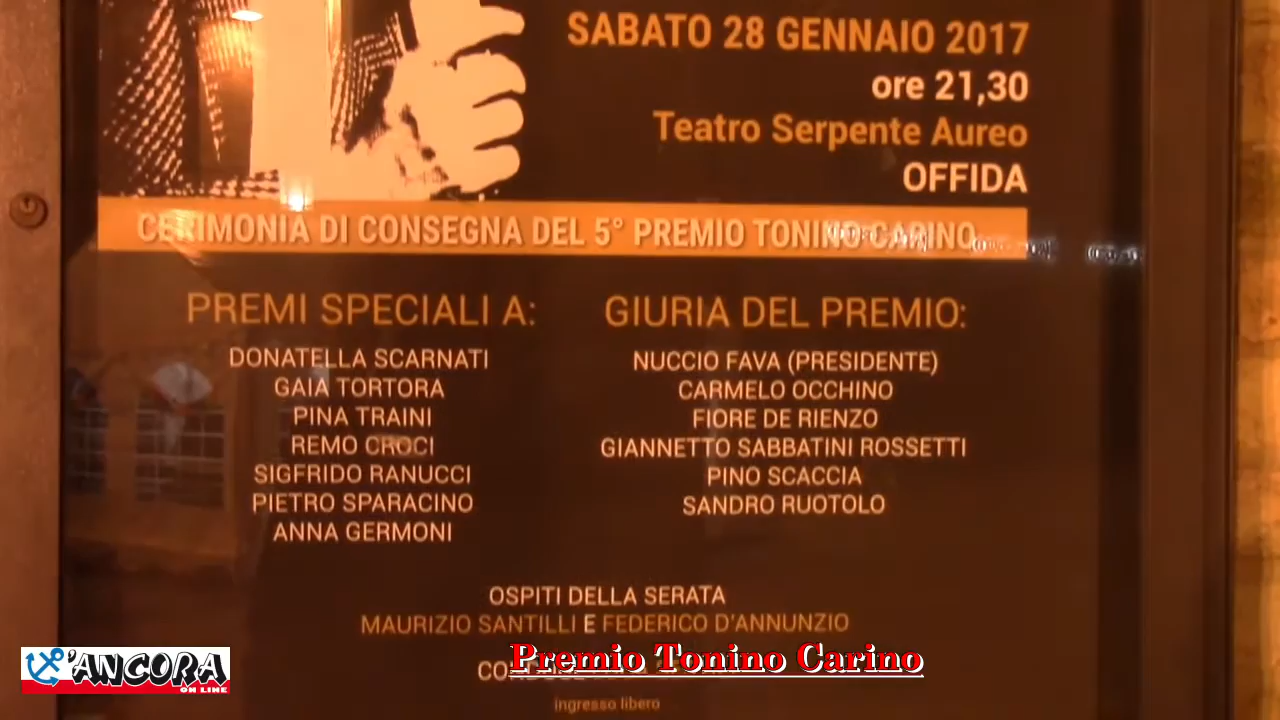 SABATO 28 GENNAIO 2017
ore 21,30
Teatro Serpente Aureo
OFFIDA
CERIMONIA DI CONSEGNA DEL 5° PREMIO TONINO CARINO
PREMI SPECIALI A:
DONATELLA SCARNATI
GAIA TORTORA
PINA TRAINI
REMO CROCI
SIGFRIDO RANUCCI
PIETRO SPARACINO
ANNA GERMONI
GIURIA DEL PREMIO:
NUCCIO FAVA (PRESIDENTE)
CARMELO OCCHINO
FIORE DE RIENZO
GIANNETTO SABBATINI ROSSETTI
PINO SCACCIA
SANDRO RUOTOLO
OSPITI DELLA SERATA
MAURIZIO SANTILLI E FEDERICO D'ANNUNZIO
Premio Tonino Carino
ingresso libero
L'ANCORA
ON LINE